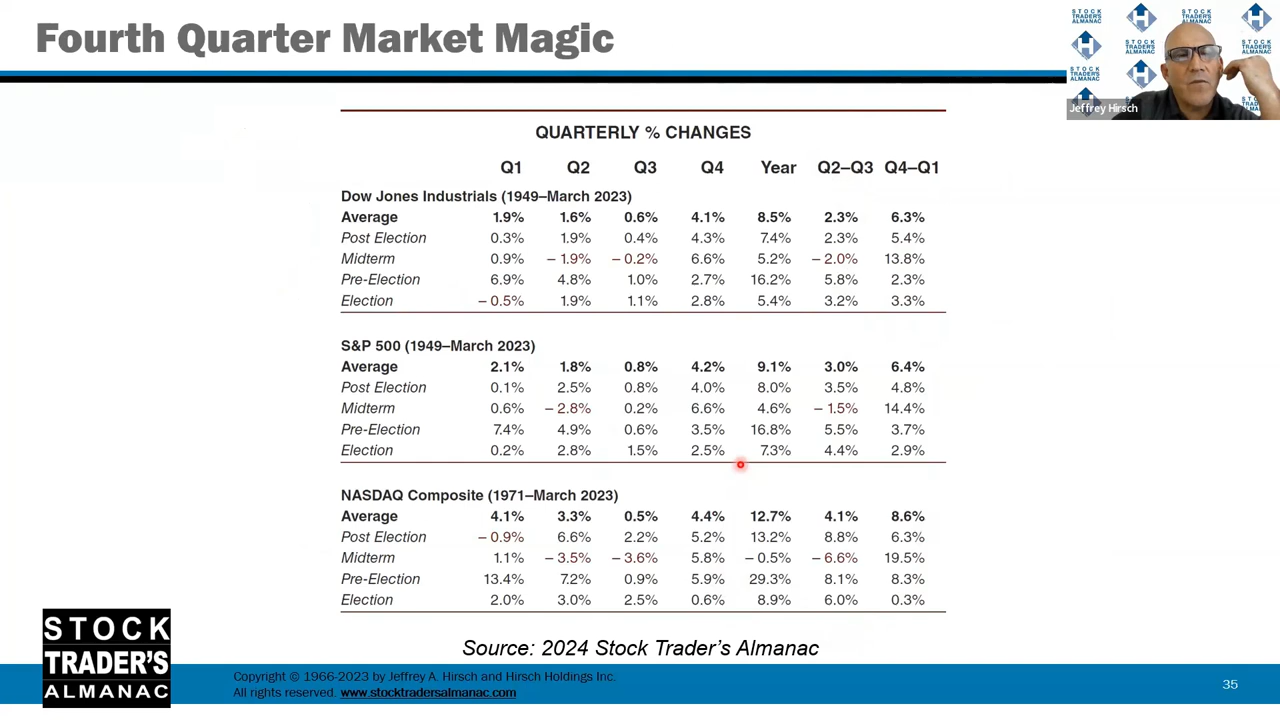 Fourth Quarter Market Magic
STOCK
TRADER'S
ALMANAC
STOCK
TRADER'S
ALMANAC
STOCK
TRADER'S
ALMANAC
STOCK
TRADER'S
ALMANAC
STOCK
TRADER'S
ALMANAC
Jeffrey Hirsch
QUARTERLY % CHANGES
Q1 Q2 Q3 Q4 Year Q2–Q3 Q4–Q1
Dow Jones Industrials (1949–March 2023)
Average 1.9% 1.6% 0.6% 4.1% 8.5% 2.3% 6.3%
Post Election 0.3% 1.9% 0.4% 4.3% 7.4% 2.3% 5.4%
Midterm 0.9% – 1.9% – 0.2% 6.6% 5.2% – 2.0% 13.8%
Pre-Election 6.9% 4.8% 1.0% 2.7% 16.2% 5.8% 2.3%
Election – 0.5% 1.9% 1.1% 2.8% 5.4% 3.2% 3.3%
S&P 500 (1949–March 2023)
Average 2.1% 1.8% 0.8% 4.2% 9.1% 3.0% 6.4%
Post Election 0.1% 2.5% 0.8% 4.0% 8.0% 3.5% 4.8%
Midterm 0.6% – 2.8% 0.2% 6.6% 4.6% – 1.5% 14.4%
Pre-Election 7.4% 4.9% 0.6% 3.5% 16.8% 5.5% 3.7%
Election 0.2% 2.8% 1.5% 2.5% 7.3% 4.4% 2.9%
NASDAQ Composite (1971–March 2023)
Average 4.1% 3.3% 0.5% 4.4% 12.7% 4.1% 8.6%
Post Election – 0.9% 6.6% 2.2% 5.2% 13.2% 8.8% 6.3%
Midterm 1.1% – 3.5% – 3.6% 5.8% – 0.5% – 6.6% 19.5%
Pre-Election 13.4% 7.2% 0.9% 5.9% 29.3% 8.1% 8.3%
Election 2.0% 3.0% 2.5% 0.6% 8.9% 6.0% 0.3%
Source: 2024 Stock Trader's Almanac
STOCK
TRADER'S
ALMANAC
Copyright © 1966-2023 by Jeffrey A. Hirsch and Hirsch Holdings Inc.
All rights reserved. www.stocktradersalmanac.com
35